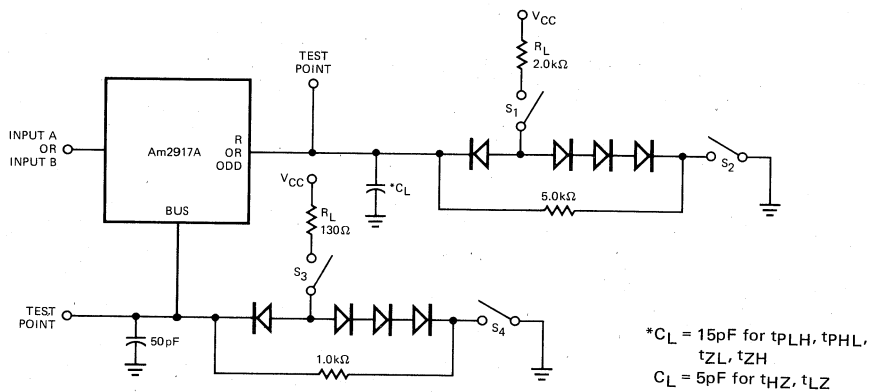 VCC
RL
2.0kΩ
TEST
POINT
S1
INPUT A
OR
INPUT B
Am2917A
R
OR
ODD
BUS
S2
*CL
5.0kΩ
VCC
RL
130Ω
S3
TEST
POINT
50pF
S4
1.0kΩ
*CL = 15pF for tPLH, tPHL,
tZL, tZH
CL = 5pF for tHZ, tLZ